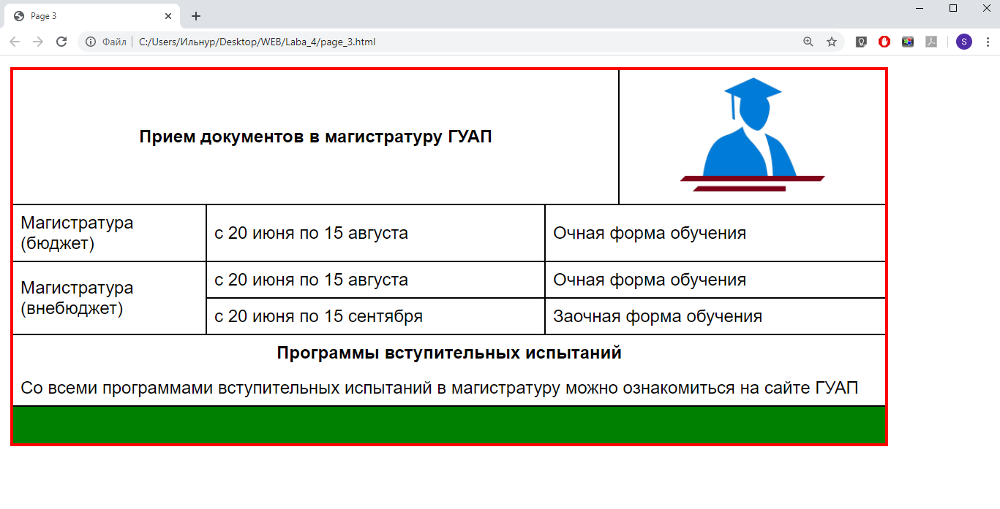 Page 3
Файл
C:/Users/Ильнур/Desktop/WEB/Laba_4/page_3.html
S
Прием документов в магистратуру ГУАП
Магистратура
(бюджет)
с 20 июня по 15 августа
Очная форма обучения
Магистратура
(внебюджет)
с 20 июня по 15 августа
Очная форма обучения
с 20 июня по 15 сентября
Заочная форма обучения
Программы вступительных испытаний
Со всеми программами вступительных испытаний в магистратуру можно ознакомиться на сайте ГУАП